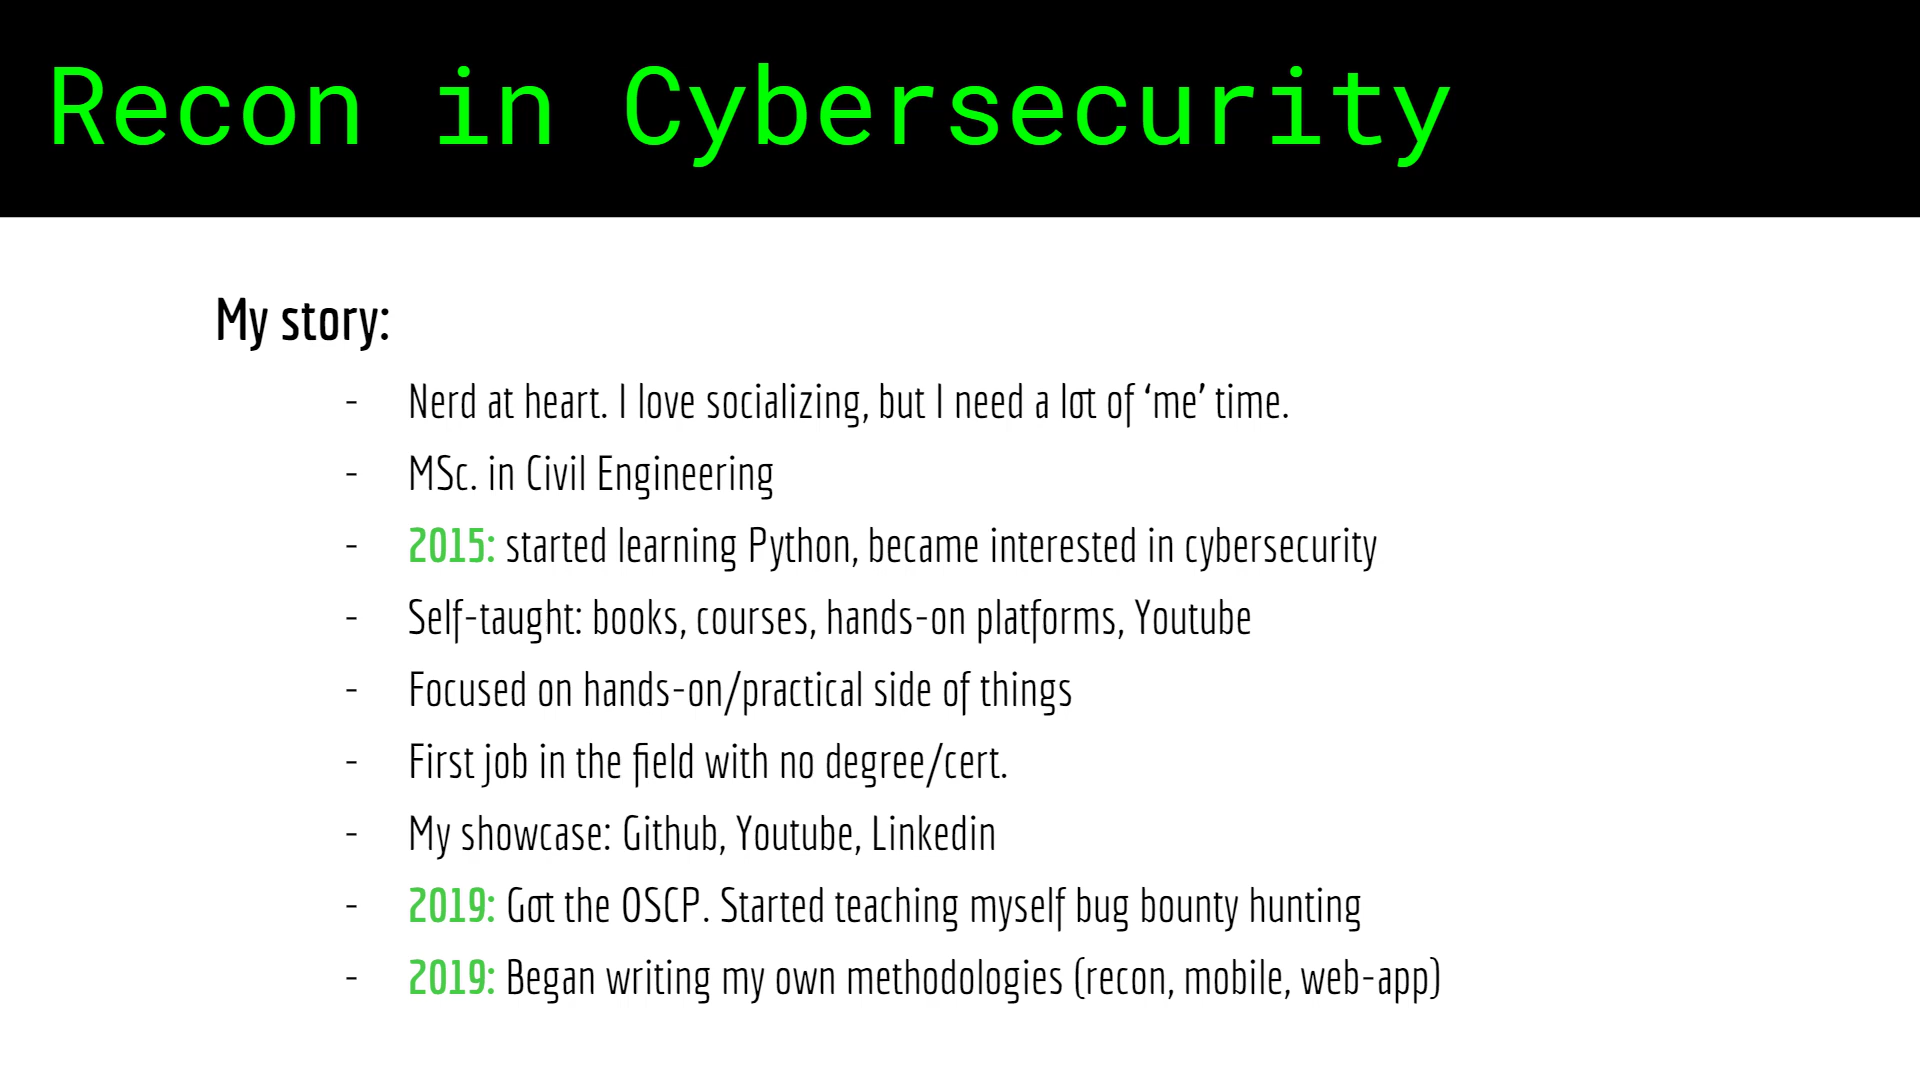 Recon in Cybersecurity
My story:
- Nerd at heart. I love socializing, but I need a lot of ‘me’ time.
- MSc. in Civil Engineering
- 2015: started learning Python, became interested in cybersecurity
- Self-taught: books, courses, hands-on platforms, Youtube
- Focused on hands-on/practical side of things
- First job in the field with no degree/cert.
- My showcase: Github, Youtube, Linkedin
- 2019: Got the OSCP. Started teaching myself bug bounty hunting
- 2019: Began writing my own methodologies (recon, mobile, web-app)